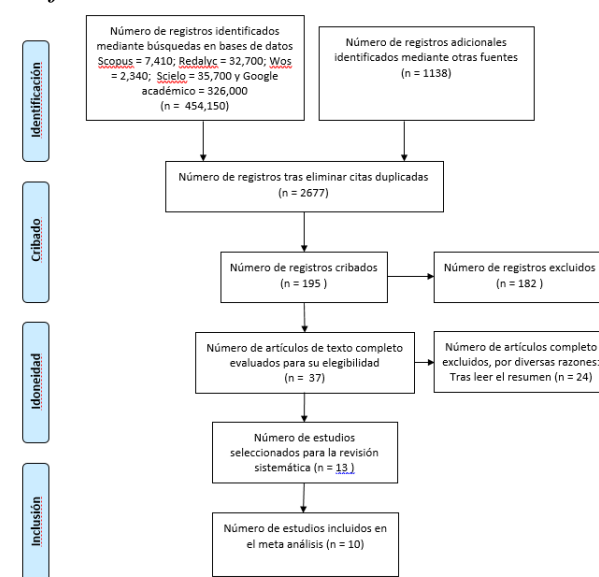 Identificación
Número de registros identificados
mediante búsquedas en bases de datos
Scopus = 7,410; Redalyc = 32,700; Wos
= 2,340; Scielo = 35,700 y Google
académico = 326,000
(n = 454,150)
Número de registros adicionales
identificados mediante otras fuentes
(n = 1138)
Número de registros tras eliminar citas duplicadas
(n = 2677)
Cribado
Número de registros cribados
(n = 195 )
Número de registros excluidos
(n = 182 )
Idoneidad
Número de artículos de texto completo
evaluados para su elegibilidad
(n = 37)
Número de artículos completo
excluidos, por diversas razones:
Tras leer el resumen (n = 24)
Número de estudios
seleccionados para la revisión
sistemática (n = 13 )
Inclusión
Número de estudios incluidos en
el meta análisis (n = 10)